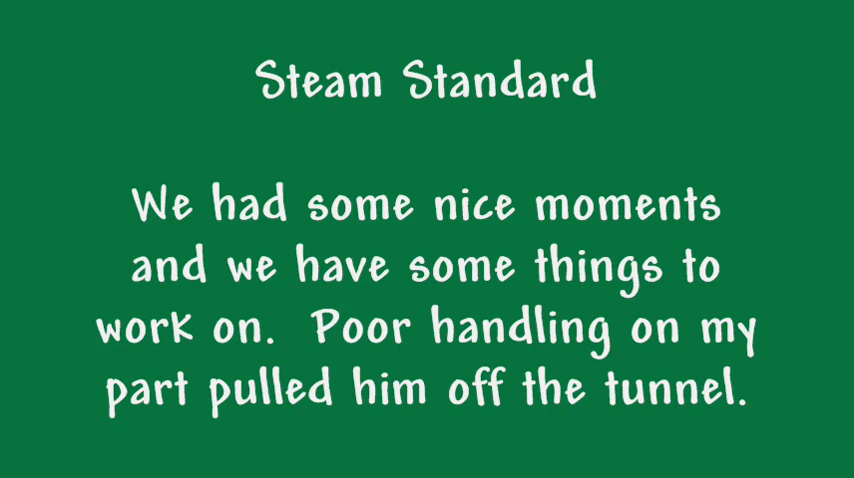 Steam Standard
We had some nice moments
and we have some things to
work on.  Poor handling on my
part pulled him off the tunnel.